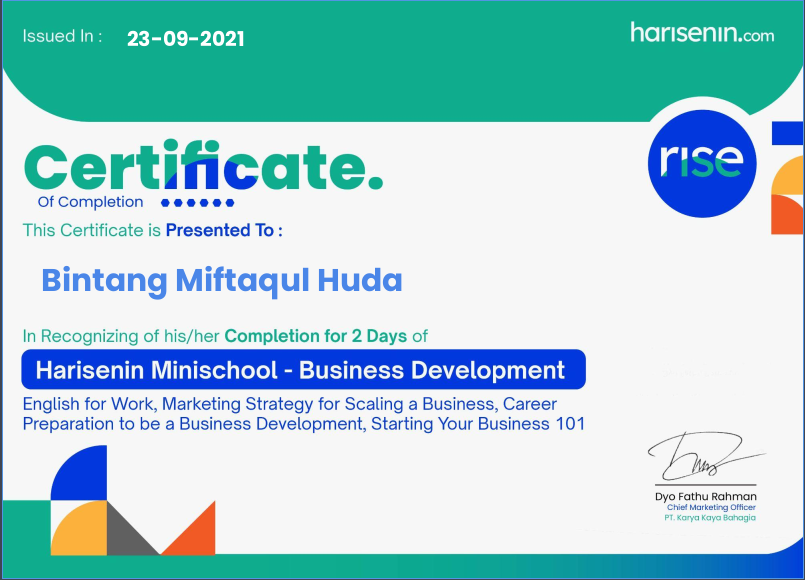 Issued In : 23-09-2021
harisenin.com
Certificate.
Of Completion
rise
This Certificate is Presented To :
Bintang Miftaqul Huda
In Recognizing of his/her Completion for 2 Days of
Harisenin Minischool - Business Development
English for Work, Marketing Strategy for Scaling a Business, Career
Preparation to be a Business Development, Starting Your Business 101
Dyo Fathu Rahman
Chief Marketing Officer
PT. Karya Kaya Bahagia